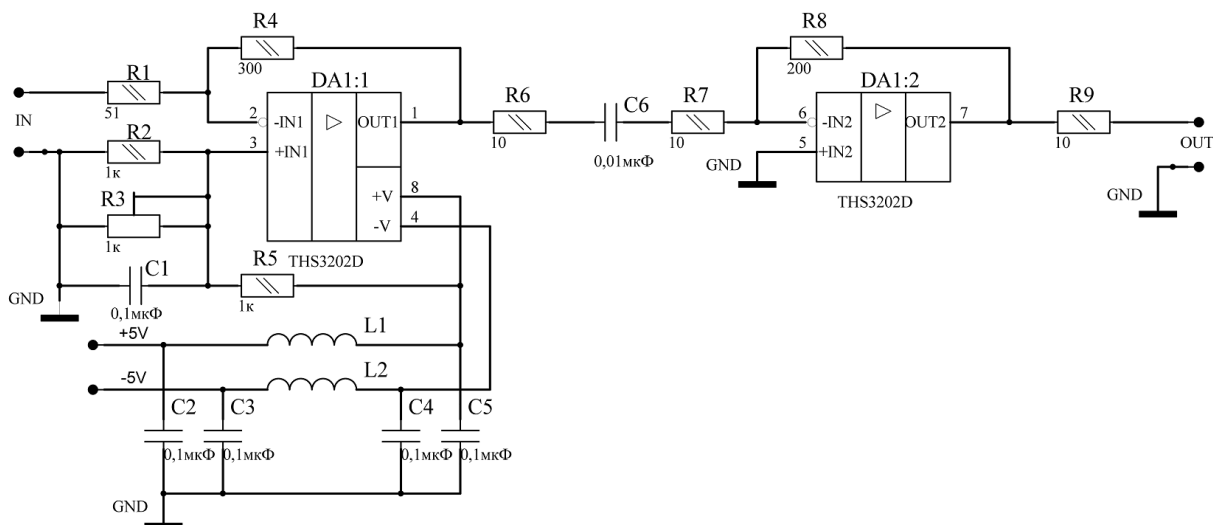 R4
300
R8
200
R1
51
DA1:1
DA1:2
IN
2
-IN1
OUT1
1
R6
10
C6
0,01мкФ
R7
10
6
-IN2
OUT2
7
R9
10
R2
1к
3
+IN1
GND
5
+IN2
OUT
GND
R3
1к
+V
8
-V
4
THS3202D
THS3202D
C1
0,1мкФ
R5
1к
GND
+5V
L1
-5V
L2
C2
0,1мкФ
C3
0,1мкФ
C4
0,1мкФ
C5
0,1мкФ
GND